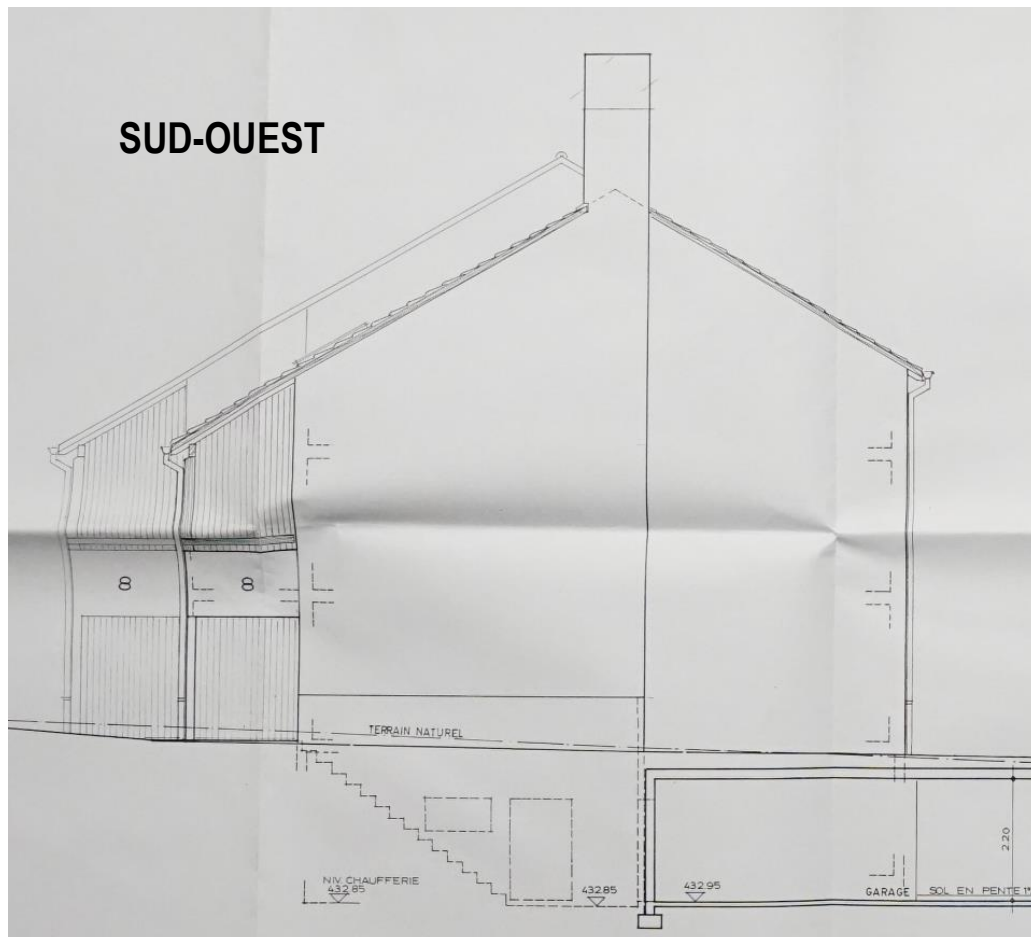 SUD-OUEST
8 8
TERRAIN NATUREL
2.20
NIV. CHAUFFERIE
432.85
432.85
432.95
GARAGE
SOL EN PENTE 1°